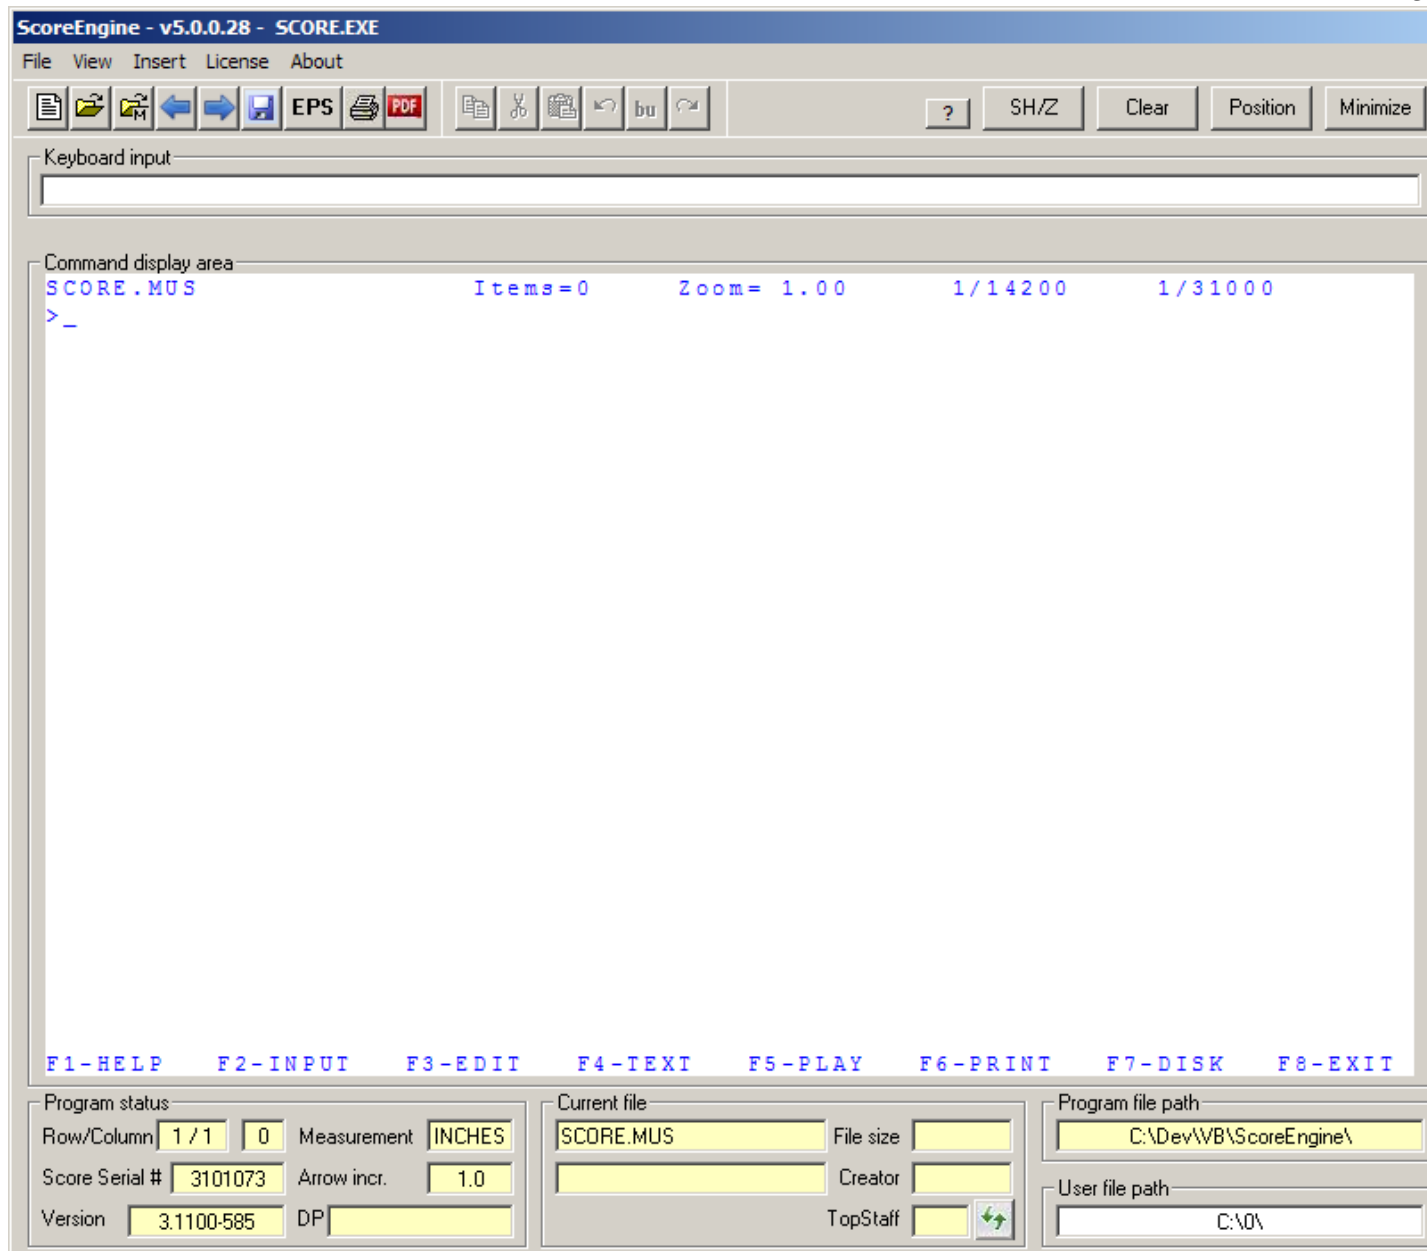 ScoreEngine - v5.0.0.28 - SCORE.EXE
File View Insert License About
M EPS PDF bu ? SH/Z Clear Position Minimize
Keyboard input
Command display area
SCORE.MUS Items=0 Zoom= 1.00 1/14200 1/31000
>_
F1-HELP F2-INPUT F3-EDIT F4-TEXT F5-PLAY F6-PRINT F7-DISK F8-EXIT
Program status Current file Program file path
Row/Column 1 / 1 0 Measurement INCHES SCORE.MUS File size C:\Dev\VB\ScoreEngine\
Score Serial # 3101073 Arrow incr. 1.0 Creator
User file path
Version 3.1100-585 DP TopStaff C:\0\